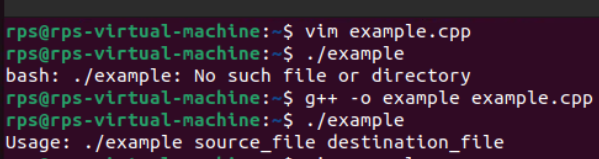 rps@rps-virtual-machine:~$ vim example.cpp
rps@rps-virtual-machine:~$ ./example
bash: ./example: No such file or directory
rps@rps-virtual-machine:~$ g++ -o example example.cpp
rps@rps-virtual-machine:~$ ./example
Usage: ./example source_file destination_file